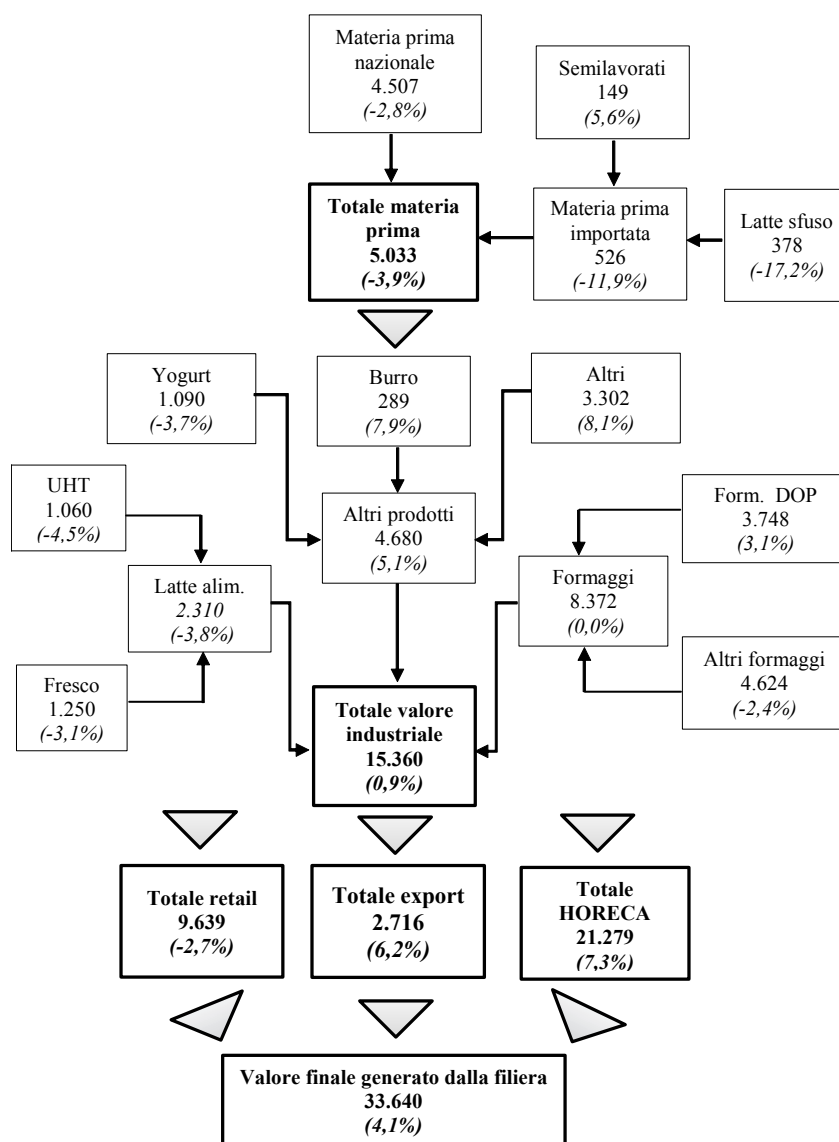 Materia prima
nazionale
4.507
(-2,8%)
Semilavorati
149
(5,6%)
Totale materia
prima
5.033
(-3,9%)
Materia prima
importata
526
(-11,9%)
Latte sfuso
378
(-17,2%)
Yogurt
1.090
(-3,7%)
Burro
289
(7,9%)
Altri
3.302
(8,1%)
UHT
1.060
(-4,5%)
Altri prodotti
4.680
(5,1%)
Form. DOP
3.748
(3,1%)
Latte alim.
2.310
(-3,8%)
Formaggi
8.372
(0,0%)
Fresco
1.250
(-3,1%)
Altri formaggi
4.624
(-2,4%)
Totale valore
industriale
15.360
(0,9%)
Totale retail
9.639
(-2,7%)
Totale export
2.716
(6,2%)
Totale
HORECA
21.279
(7,3%)
Valore finale generato dalla filiera
33.640
(4,1%)